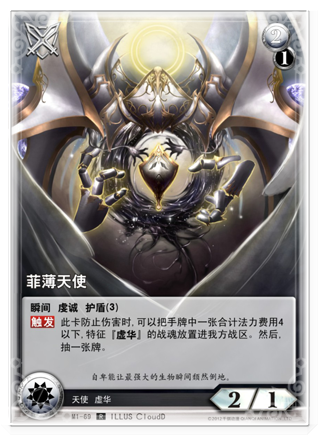 1
菲薄天使
瞬间 虔诚 护盾(3)
触发 此卡防止伤害时,可以把手牌中一张合计法力费用4
以下,特征『虚华』的战魂放置进我方战区。然后,
抽一张牌。
自卑能让最强大的生物瞬间颓然倒地。
天使 虚华
2/1
M1-69 ILLUS CloudD